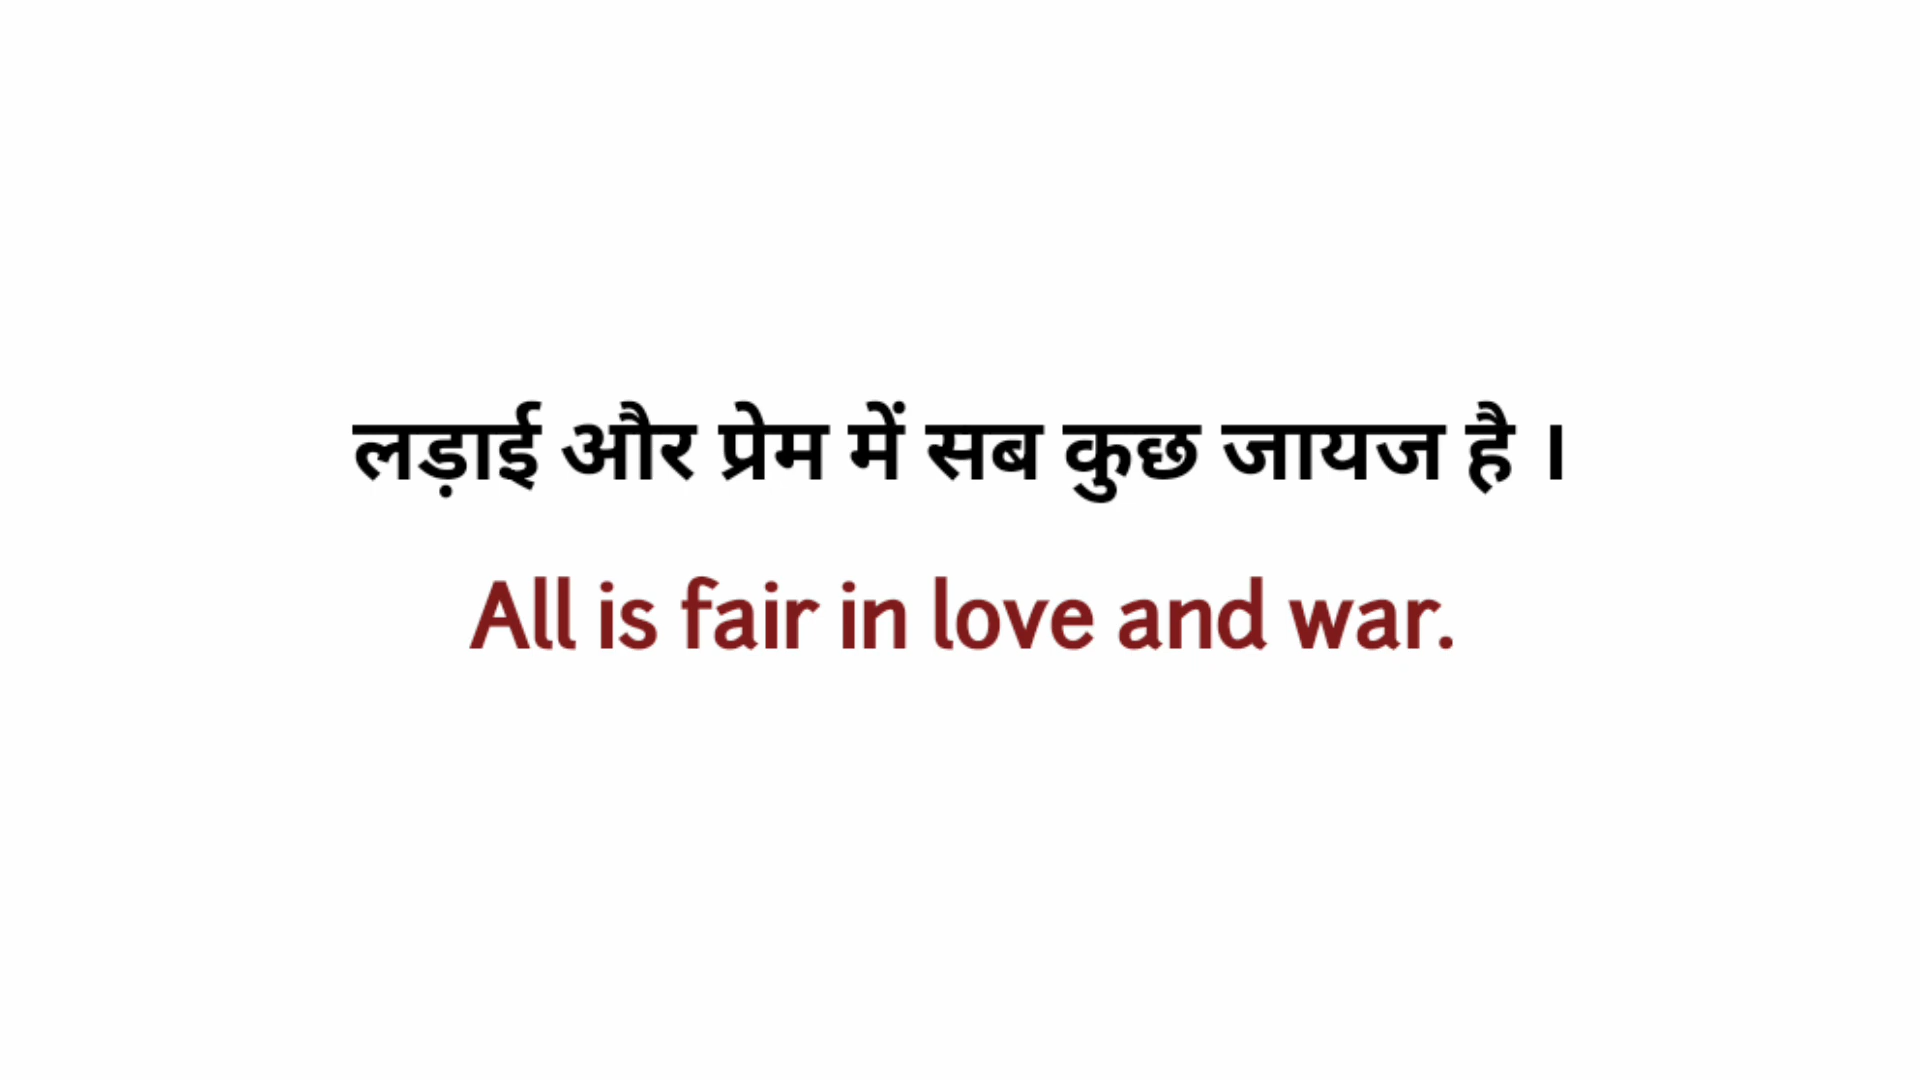 लड़ाई और प्रेम में सब कुछ जायज है ।
All is fair in love and war.